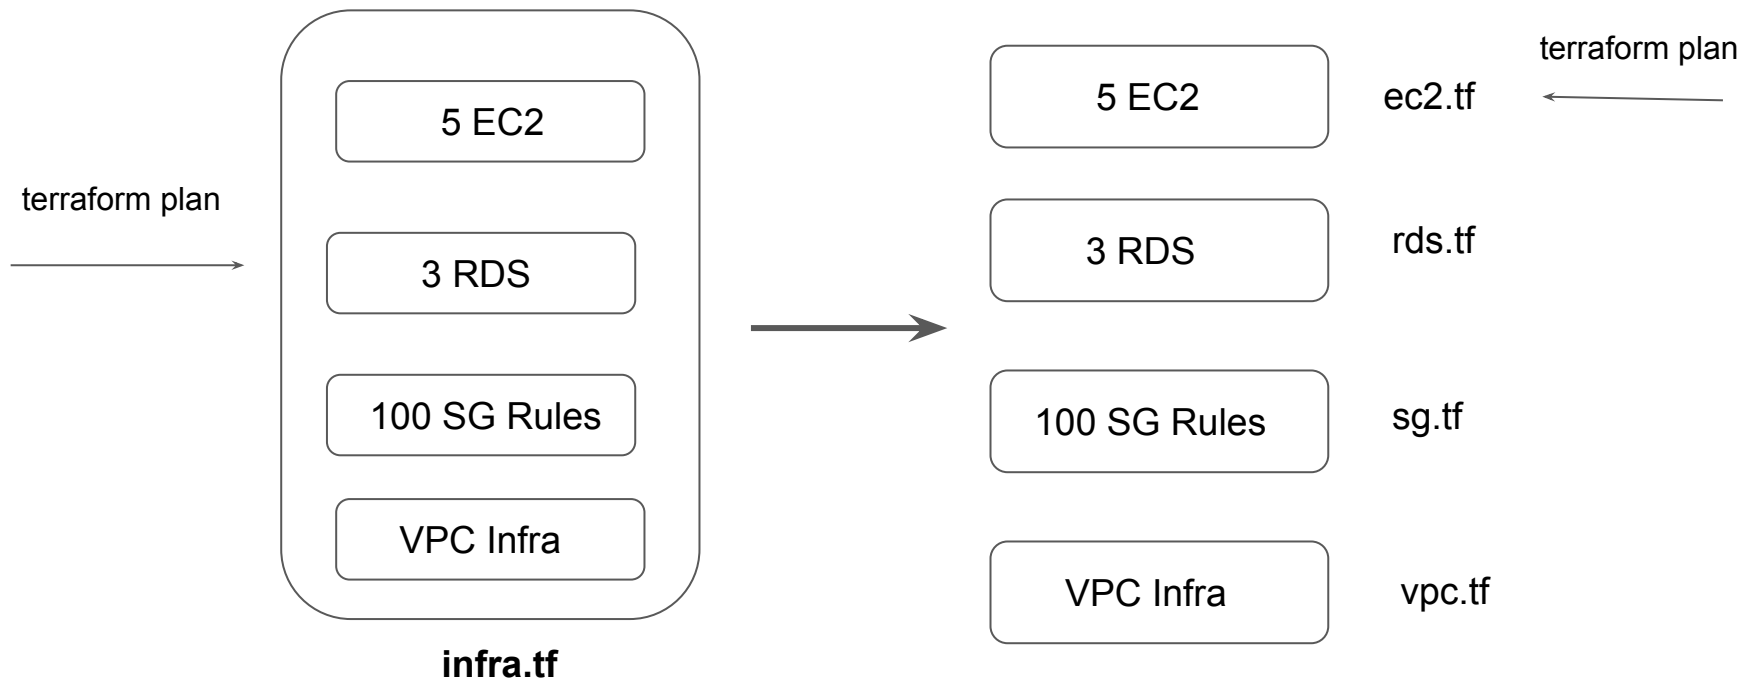 terraform plan
5 EC2
3 RDS
100 SG Rules
VPC Infra
infra.tf
5 EC2
ec2.tf
terraform plan
3 RDS
rds.tf
100 SG Rules
sg.tf
VPC Infra
vpc.tf